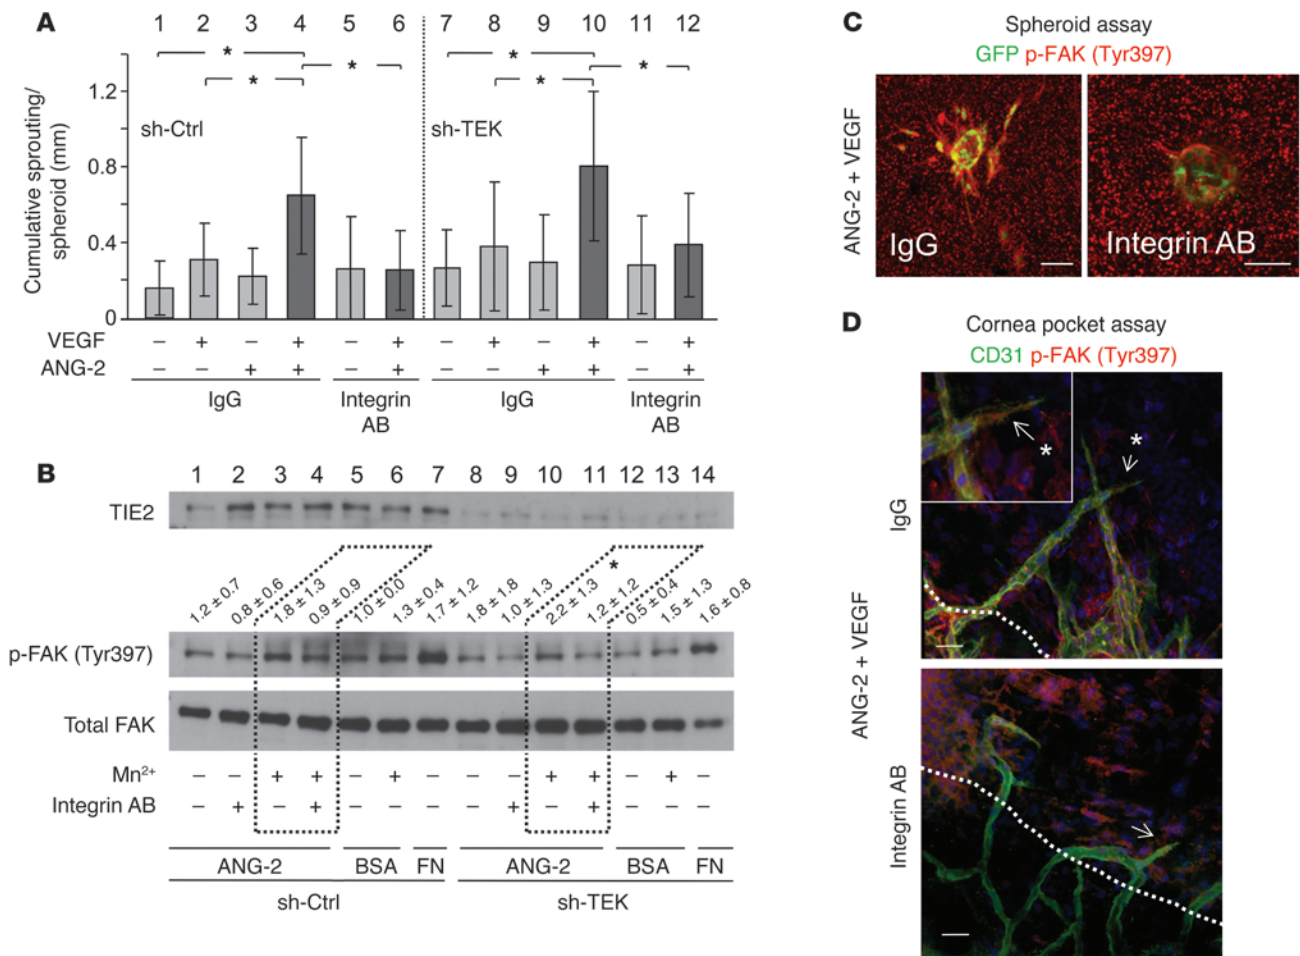 A
1 2 3 4 5 6 7 8 9 10 11 12
* * * * * *
Cumulative sprouting/
spheroid (mm)
1.2
0.8
0.4
0
sh-Ctrl sh-TEK
VEGF – + – + – + – + – + – +
ANG-2 – – + + – + – – + + – +
IgG Integrin AB IgG Integrin AB
B
1 2 3 4 5 6 7 8 9 10 11 12 13 14
TIE2
*
1.2 ± 0.7 0.8 ± 0.6 1.8 ± 1.3 0.9 ± 0.9 1.0 ± 0.0 1.3 ± 0.4 1.7 ± 1.2 1.8 ± 1.8 1.0 ± 1.3 2.2 ± 1.3 1.2 ± 1.2 0.5 ± 0.4 1.5 ± 1.3 1.6 ± 0.8
p-FAK (Tyr397)
Total FAK
Mn2+ – – + + – + – – – + + – + –
Integrin AB – + – + – – – – + – + – – –
ANG-2 BSA FN ANG-2 BSA FN
sh-Ctrl sh-TEK
C
Spheroid assay
GFP p-FAK (Tyr397)
ANG-2 + VEGF
IgG
Integrin AB
D
Cornea pocket assay
CD31 p-FAK (Tyr397)
ANG-2 + VEGF
IgG
* *
Integrin AB